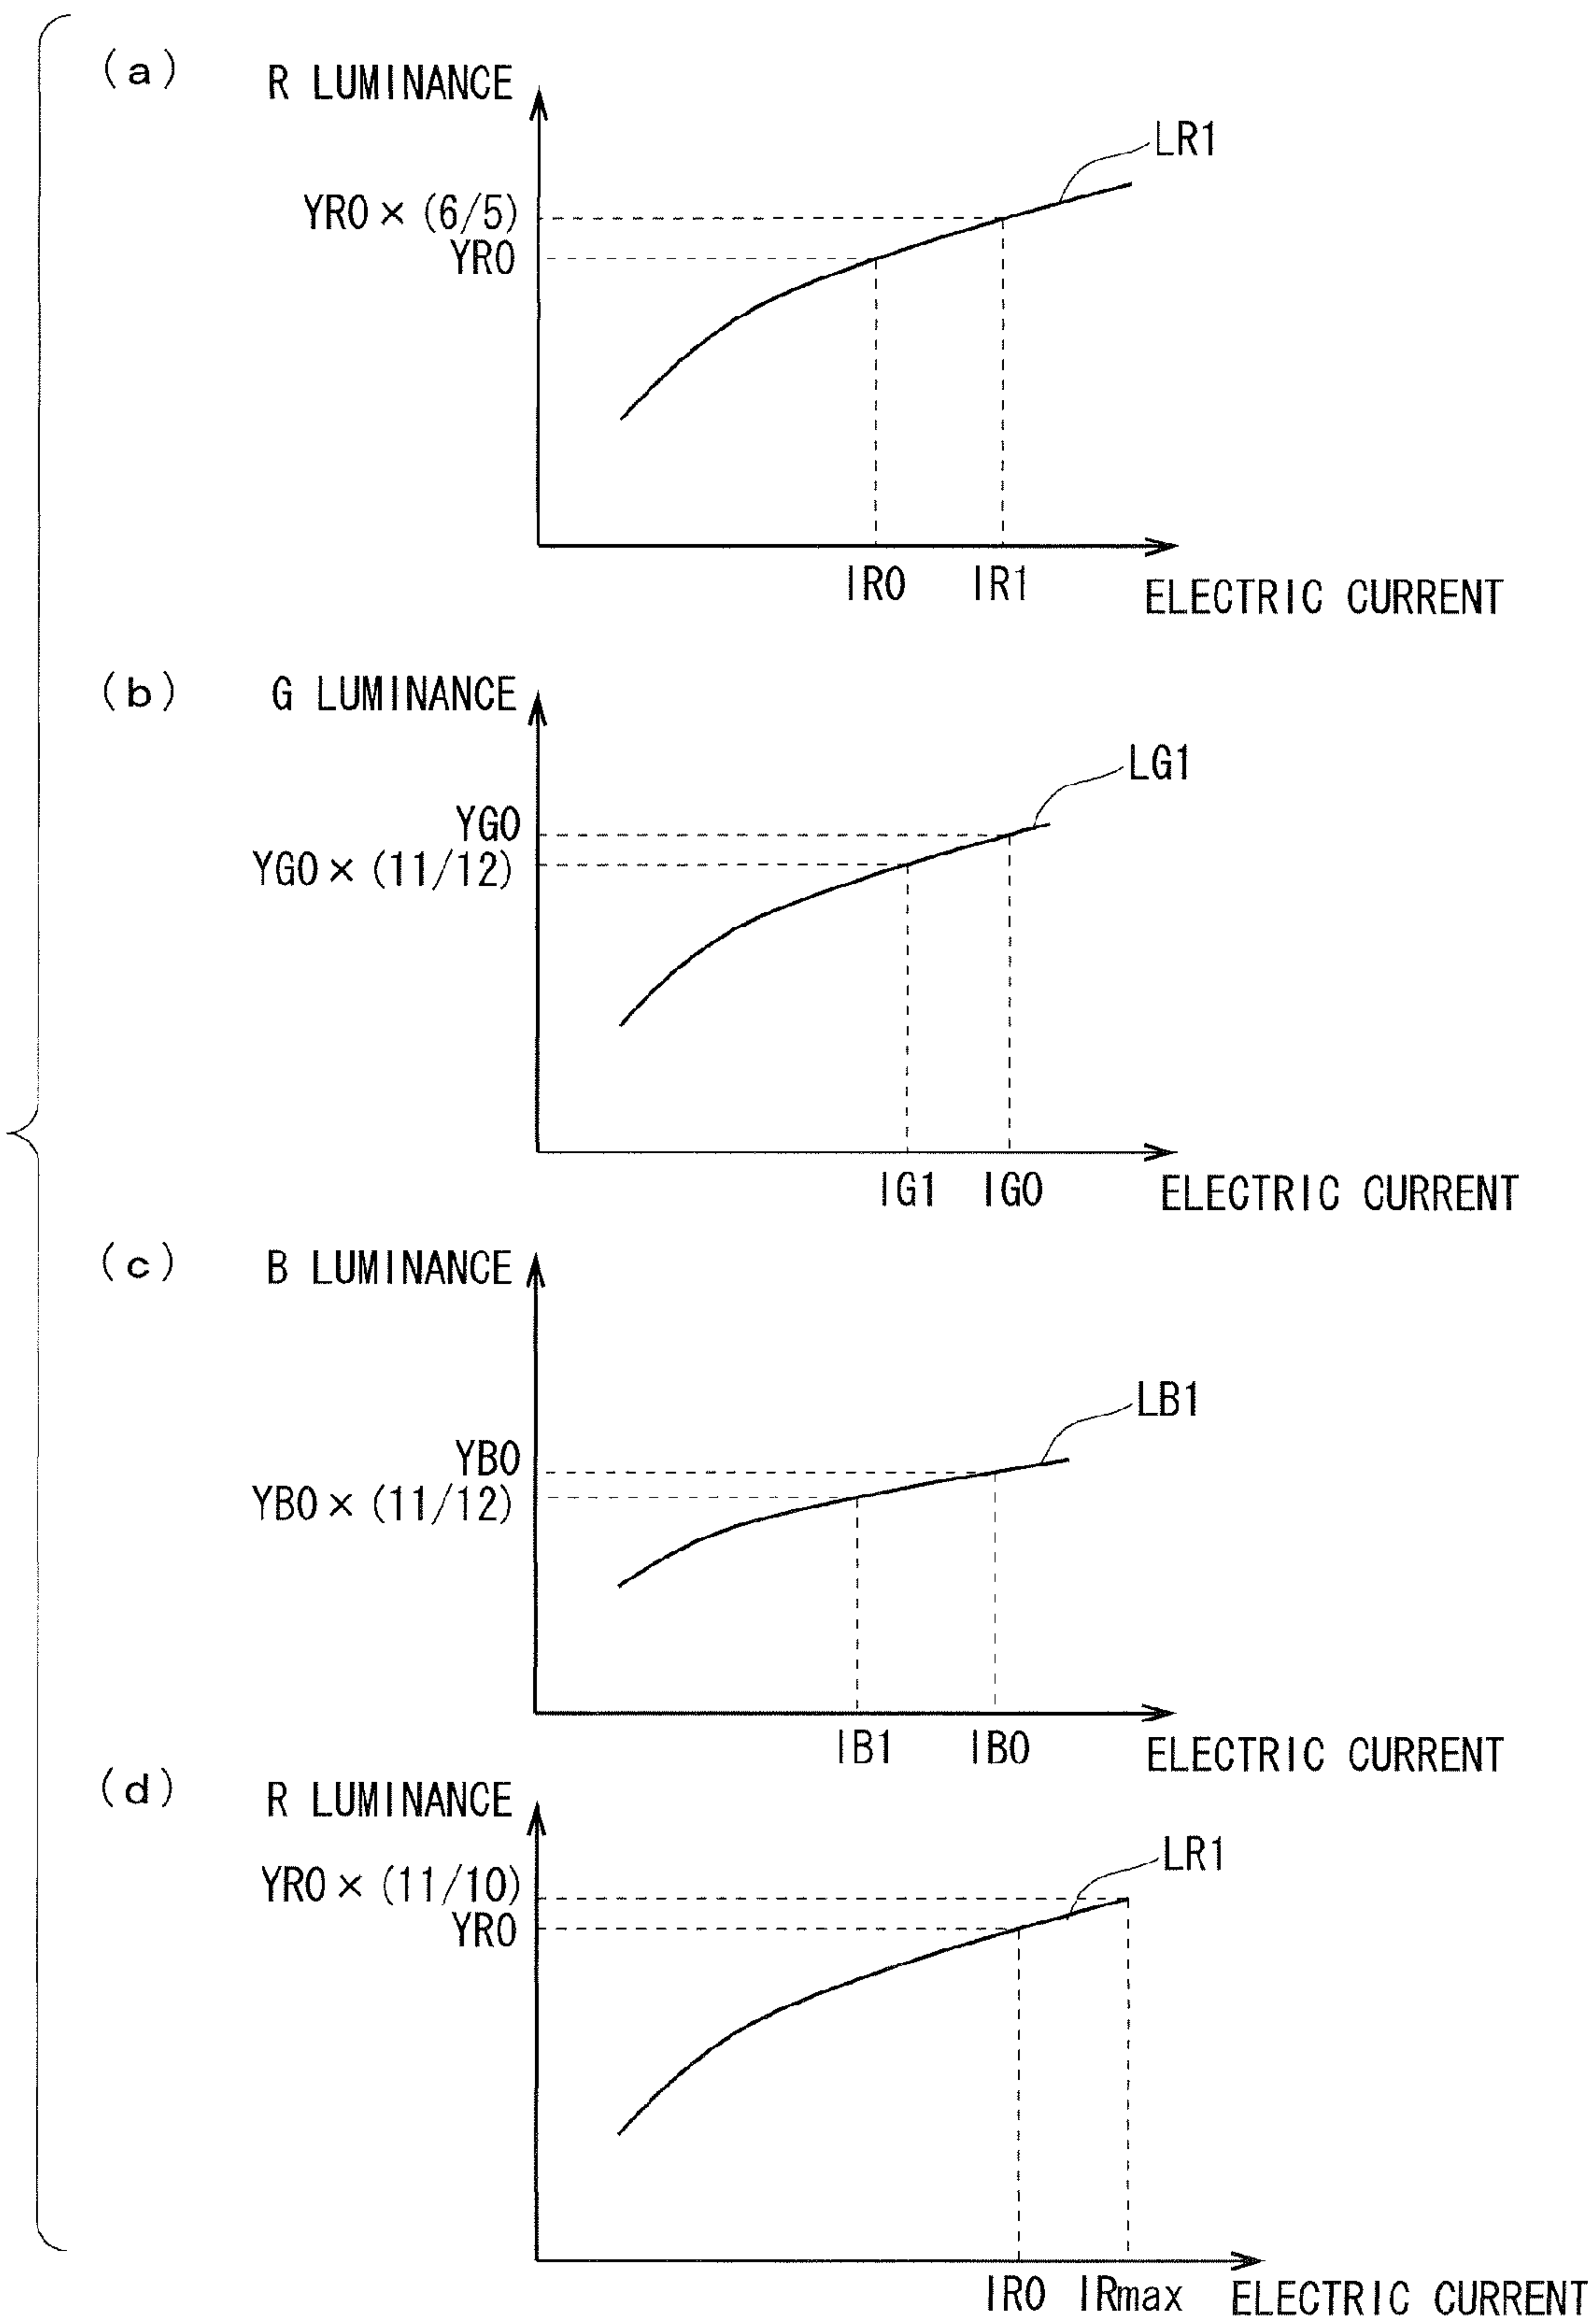 (a)
R LUMINANCE
LR1
YR0 × (6/5)
YR0
IR0 IR1
ELECTRIC CURRENT
(b)
G LUMINANCE
LG1
YG0
YG0 × (11/12)
IG1 IG0
ELECTRIC CURRENT
(c)
B LUMINANCE
LB1
YB0
YB0 × (11/12)
IB1 IB0
ELECTRIC CURRENT
(d)
R LUMINANCE
LR1
YR0 × (11/10)
YR0
IR0 IRmax
ELECTRIC CURRENT